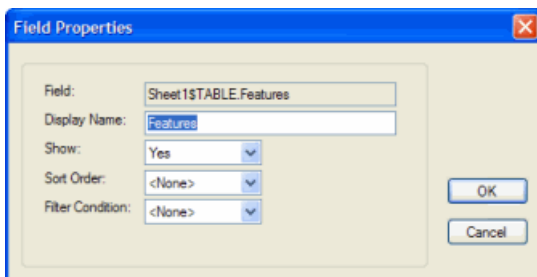 Field Properties
Field: Sheet1$TABLE.Features
Display Name: Features
Show: Yes
Sort Order: <None>
Filter Condition: <None>
OK
Cancel